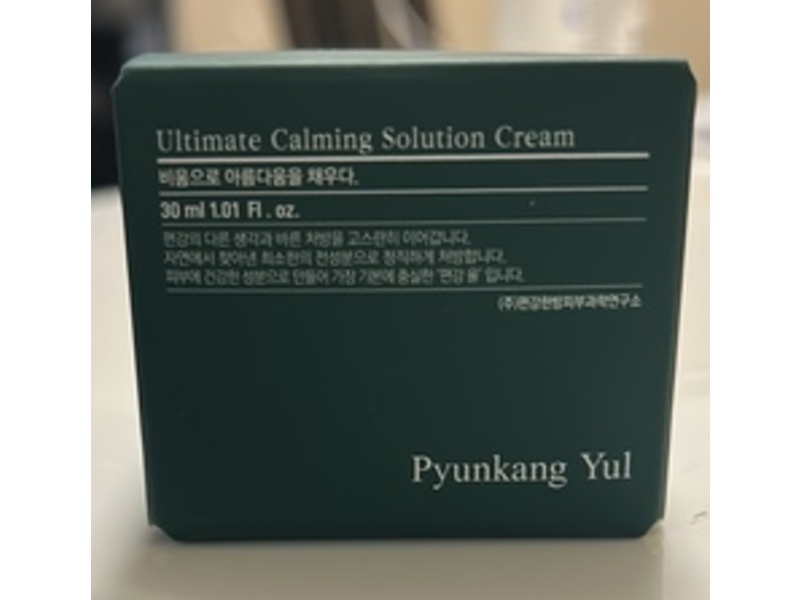 Ultimate Calming Solution Cream
비움으로 아름다움을 채우다.
30 ml 1.01 Fl . oz.
편강의 다른 생각과 바른 처방을 고스란히 이어갑니다.
자연에서 찾아낸 최소한의 전성분으로 정직하게 처방합니다.
피부에 건강한 성분으로 만들어 가장 기본에 충실한 '편강 율' 입니다.
(주)편강한방피부과학연구소
Pyunkang Yul